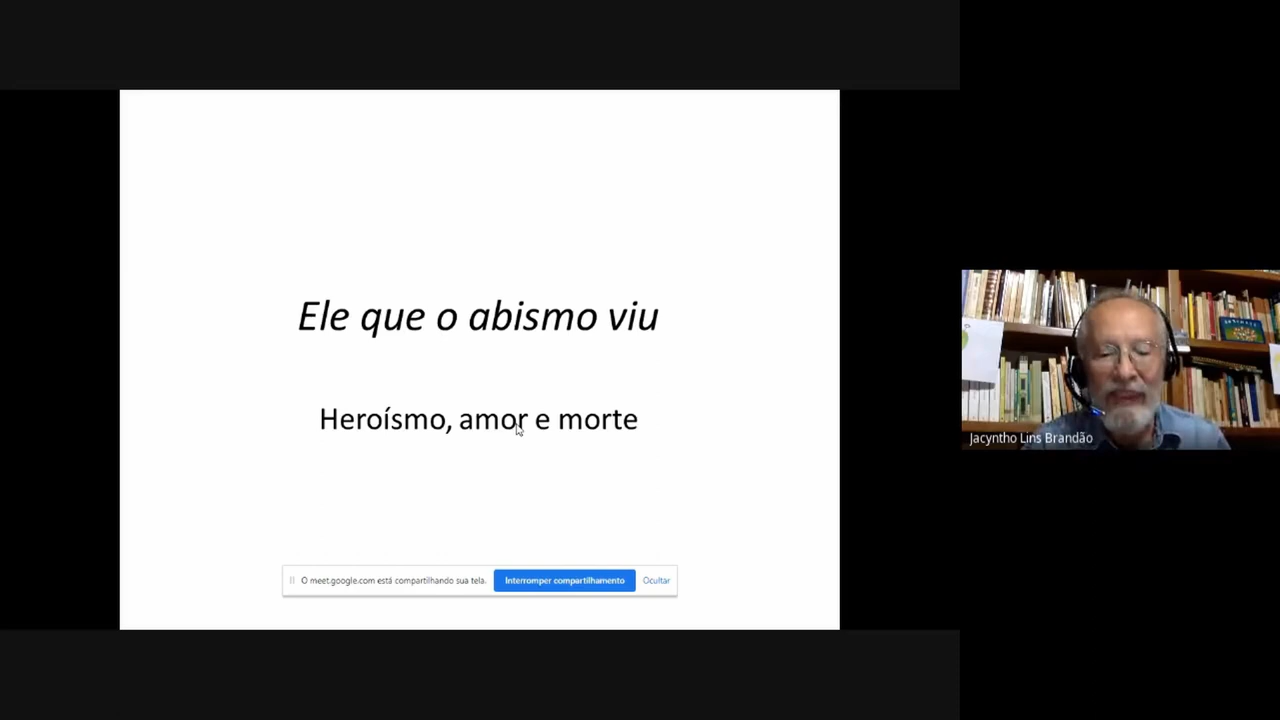 Ele que o abismo viu
Heroísmo, amor e morte
O meet.google.com está compartilhando sua tela.
Interromper compartilhamento
Ocultar
Jacyntho Lins Brandão